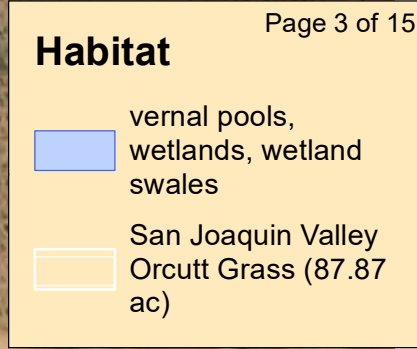 Page 3 of 15
Habitat
vernal pools,
wetlands, wetland
swales
San Joaquin Valley
Orcutt Grass (87.87
ac)